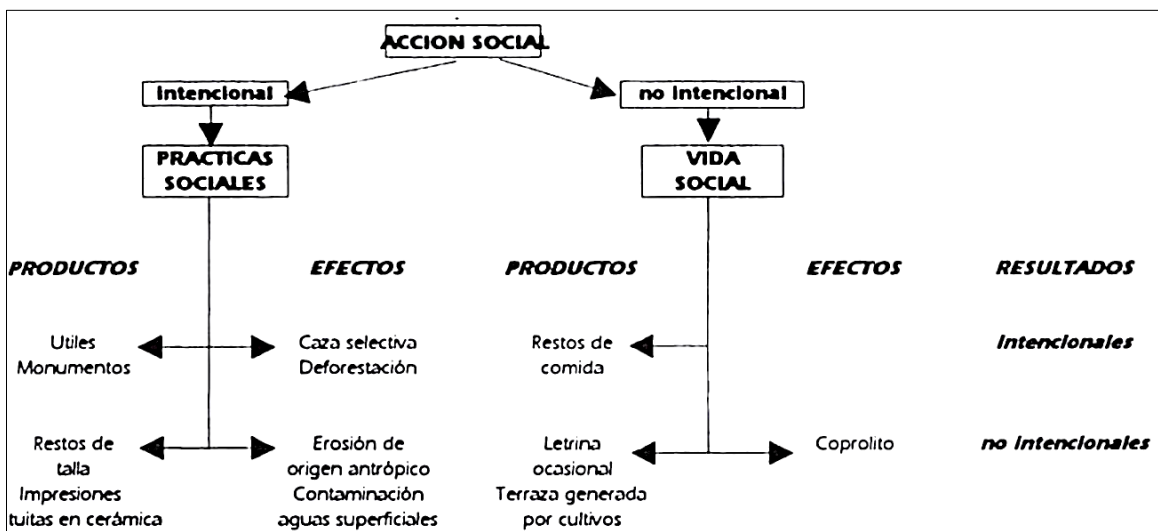 ACCION SOCIAL
Intencional
no Intencional
PRACTICAS
SOCIALES
VIDA
SOCIAL
PRODUCTOS
EFECTOS
PRODUCTOS
EFECTOS
RESULTADOS
Utiles
Monumentos
Caza selectiva
Deforestación
Restos de
comida
Intencionales
Restos de
talla
Impresiones
tuitas en cerámica
Erosión de
origen antrópico
Contaminación
aguas superficiales
Letrina
ocasional
Terraza generada
por cultivos
Coprolito
no intencionales